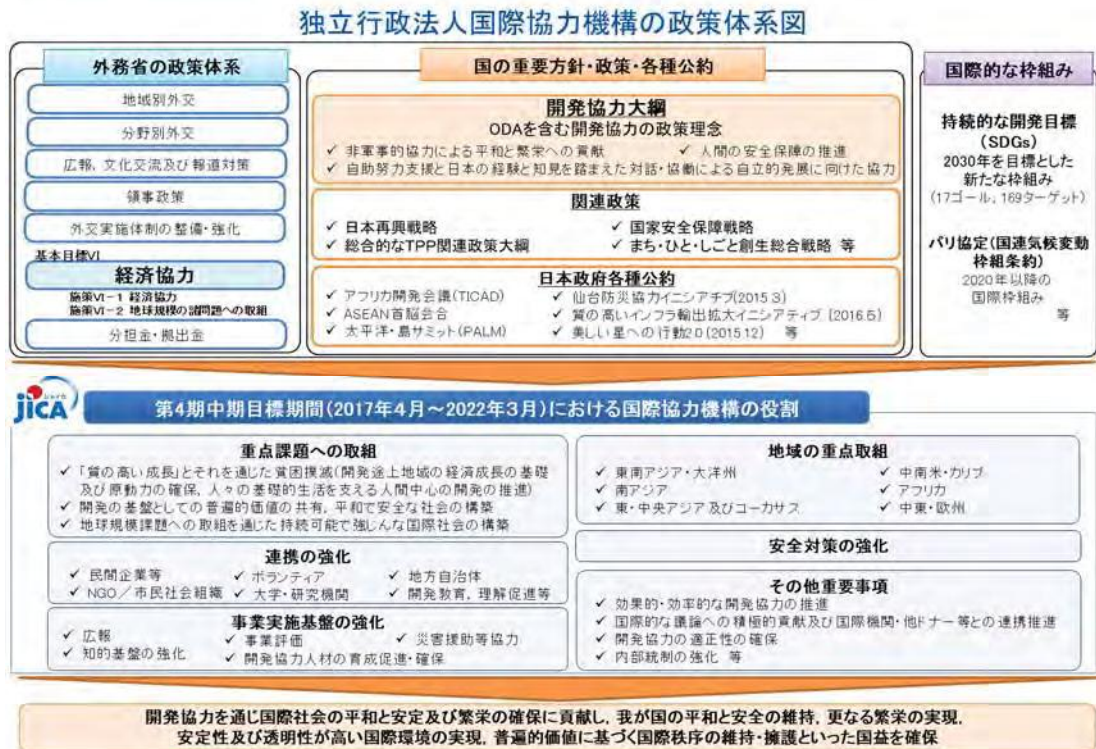 独立行政法人国際協力機構の政策体系図
外務省の政策体系
地域別外交
分野別外交
広報、文化交流及び報道対策
領事政策
外交実施体制の整備・強化
基本目標Ⅵ
経済協力
施策Ⅵ－1 経済協力
施策Ⅵ－2 地球規模の諸問題への取組
分担金・拠出金
国の重要方針・政策・各種公約
開発協力大綱
ODAを含む開発協力の政策理念
✓ 非軍事的協力による平和と繁栄への貢献 ✓ 人間の安全保障の推進
✓ 自助努力支援と日本の経験と知見を踏まえた対話・協働による自立的発展に向けた協力
関連政策
✓ 日本再興戦略 ✓ 国家安全保障戦略
✓ 総合的なTPP関連政策大綱 ✓ まち・ひと・しごと創生総合戦略 等
日本政府各種公約
✓ アフリカ開発会議(TICAD) ✓ 仙台防災協力イニシアチブ(2015.3)
✓ ASEAN首脳会合 ✓ 質の高いインフラ輸出拡大イニシアティブ (2016.5)
✓ 太平洋・島サミット(PALM) ✓ 美しい星への行動2.0(2015.12) 等
国際的な枠組み
持続的な開発目標
(SDGs)
2030年を目標とした
新たな枠組み
(17ゴール、169ターゲット)
パリ協定(国連気候変動
枠組条約)
2020年以降の
国際枠組み
等
ジャイカ
JICA
第4期中期目標期間(2017年4月～2022年3月)における国際協力機構の役割
重点課題への取組
✓ 「質の高い成長」とそれを通じた貧困撲滅(開発途上地域の経済成長の基礎
及び原動力の確保、人々の基礎的生活を支える人間中心の開発の推進)
✓ 開発の基盤としての普遍的価値の共有、平和で安全な社会の構築
✓ 地球規模課題への取組を通じた持続可能で強じんな国際社会の構築
連携の強化
✓ 民間企業等 ✓ ボランティア ✓ 地方自治体
✓ NGO／市民社会組織 ✓ 大学・研究機関 ✓ 開発教育、理解促進等
事業実施基盤の強化
✓ 広報 ✓ 事業評価 ✓ 災害援助等協力
✓ 知的基盤の強化 ✓ 開発協力人材の育成促進・確保
地域の重点取組
✓ 東南アジア・大洋州 ✓ 中南米・カリブ
✓ 南アジア ✓ アフリカ
✓ 東・中央アジア及びコーカサス ✓ 中東・欧州
安全対策の強化
その他重要事項
✓ 効果的・効率的な開発協力の推進
✓ 国際的な議論への積極的貢献及び国際機関・他ドナー等との連携推進
✓ 開発協力の適正性の確保
✓ 内部統制の強化 等
開発協力を通じ国際社会の平和と安定及び繁栄の確保に貢献し、我が国の平和と安全の維持、更なる繁栄の実現、
安定性及び透明性が高い国際環境の実現、普遍的価値に基づく国際秩序の維持・擁護といった国益を確保